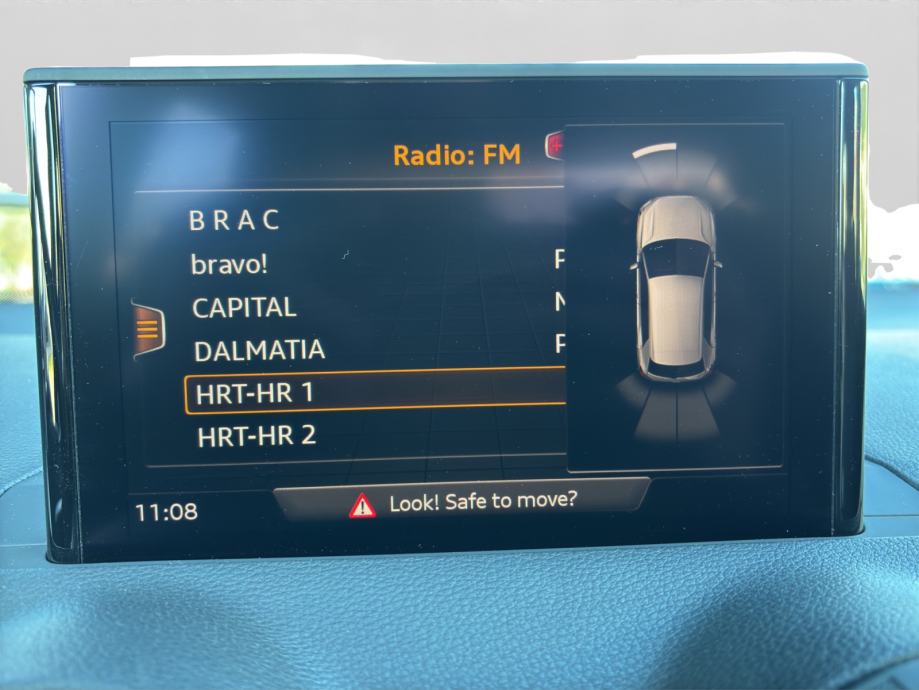 Radio: FM
B R A C
bravo!
P
CAPITAL
N
DALMATIA
P
HRT-HR 1
HRT-HR 2
11:08
Look! Safe to move?